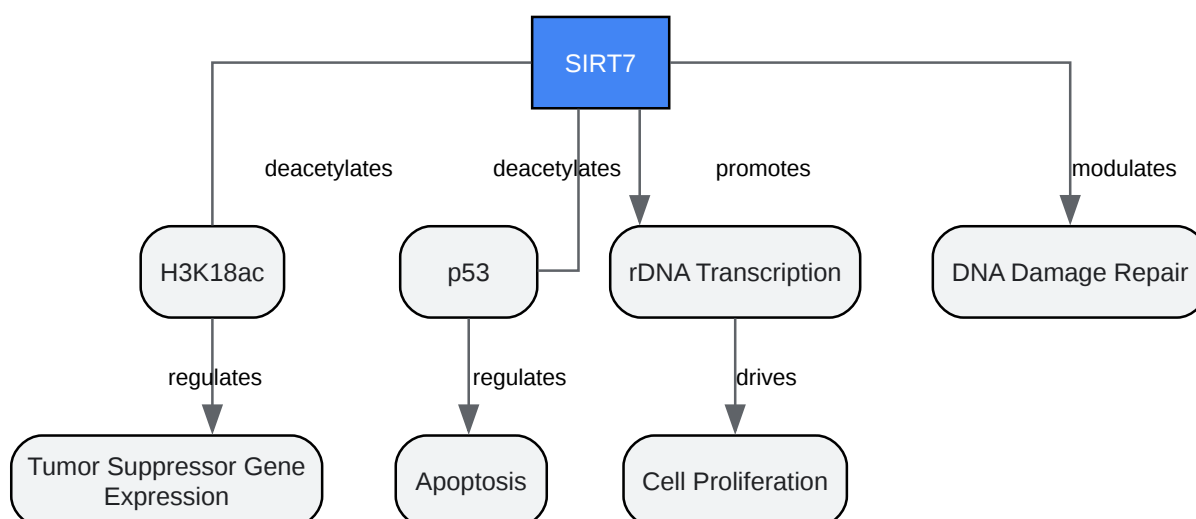 SIRT7
deacetylates
deacetylates
promotes
modulates
H3K18ac
p53
rDNA Transcription
DNA Damage Repair
regulates
regulates
drives
Tumor Suppressor Gene
Expression
Apoptosis
Cell Proliferation